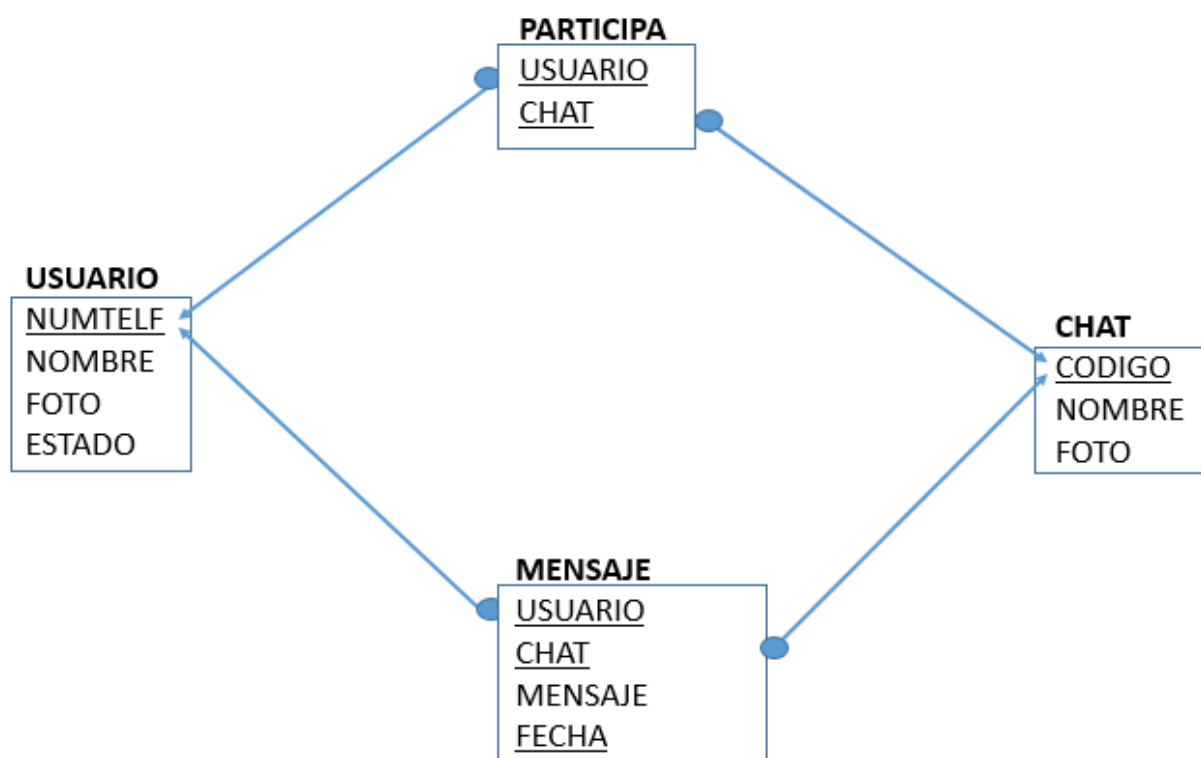 PARTICIPA
USUARIO
CHAT
USUARIO
NUMTELF
NOMBRE
FOTO
ESTADO
CHAT
CODIGO
NOMBRE
FOTO
MENSAJE
USUARIO
CHAT
MENSAJE
FECHA